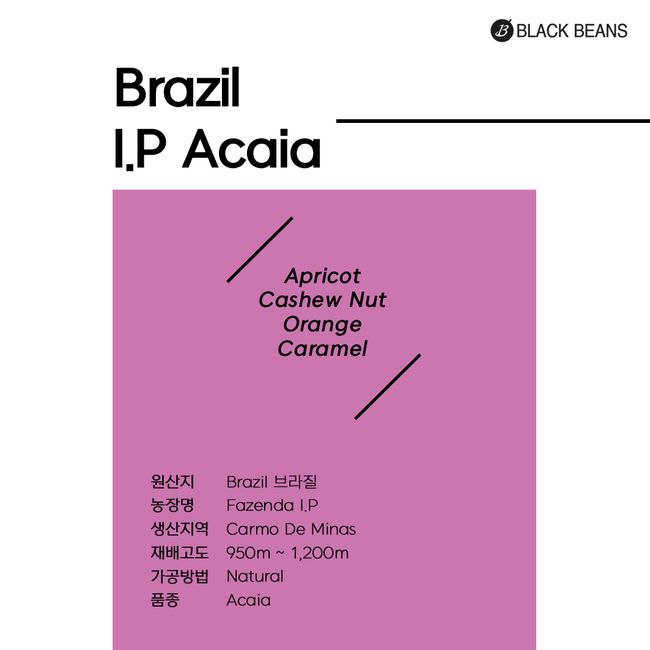 BLACK BEANS
Brazil
I.P Acaia
Apricot
Cashew Nut
Orange
Caramel
원산지 Brazil 브라질
농장명 Fazenda I.P
생산지역 Carmo De Minas
재배고도 950m ~ 1,200m
가공방법 Natural
품종 Acaia